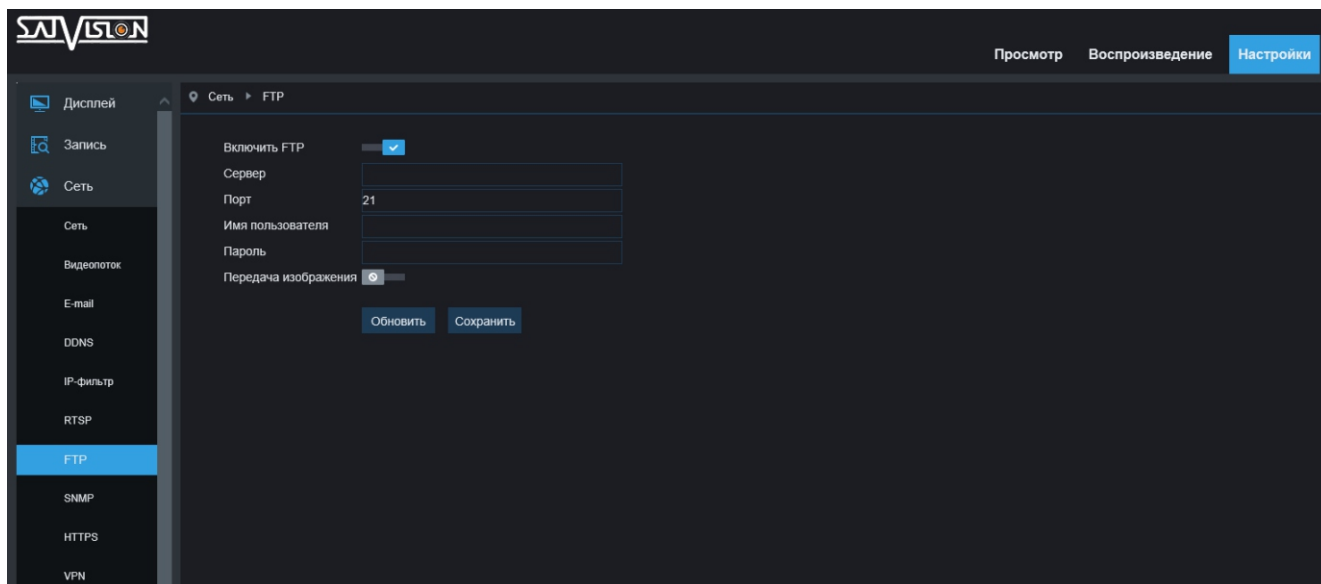 SATVISION
Просмотр Воспроизведение Настройки
Дисплей
Запись
Сеть
Сеть
Видеопоток
E-mail
DDNS
IP-фильтр
RTSP
FTP
SNMP
HTTPS
VPN
Сеть FTP
Включить FTP
Сервер
Порт 21
Имя пользователя
Пароль
Передача изображения
Обновить Сохранить